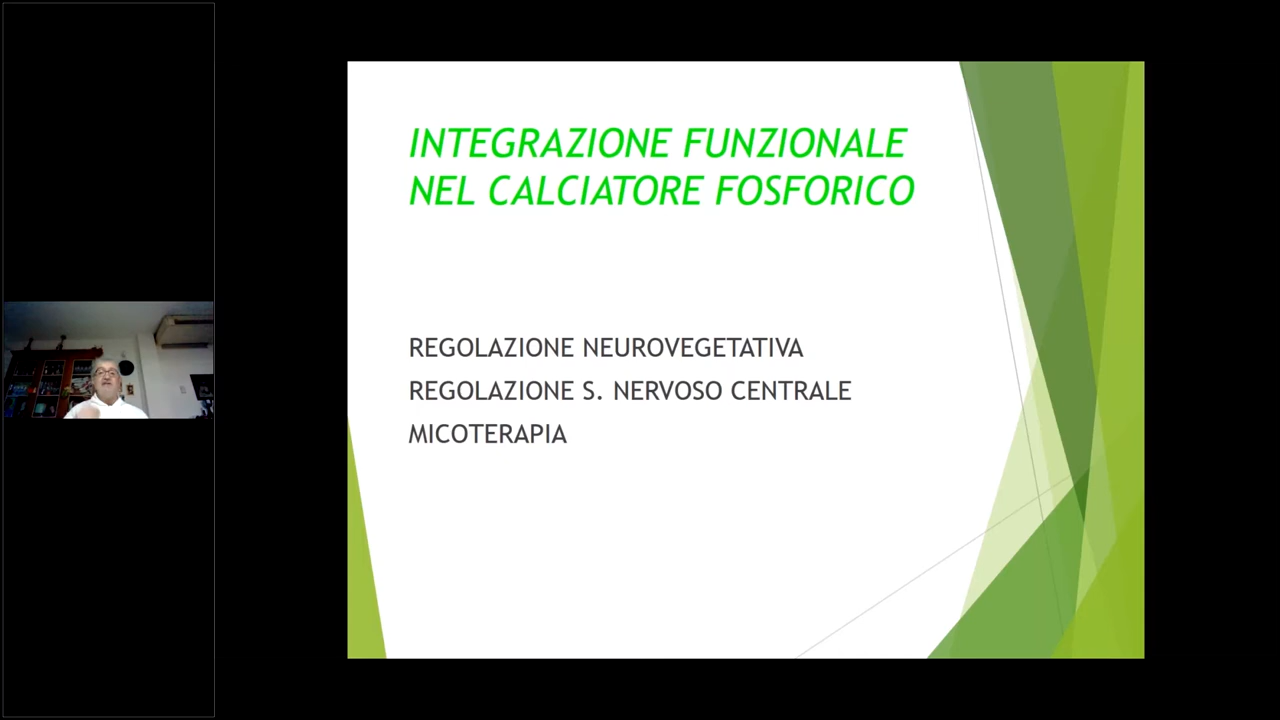 INTEGRAZIONE FUNZIONALE
NEL CALCIATORE FOSFORICO
REGOLAZIONE NEUROVEGETATIVA
REGOLAZIONE S. NERVOSO CENTRALE
MICOTERAPIA